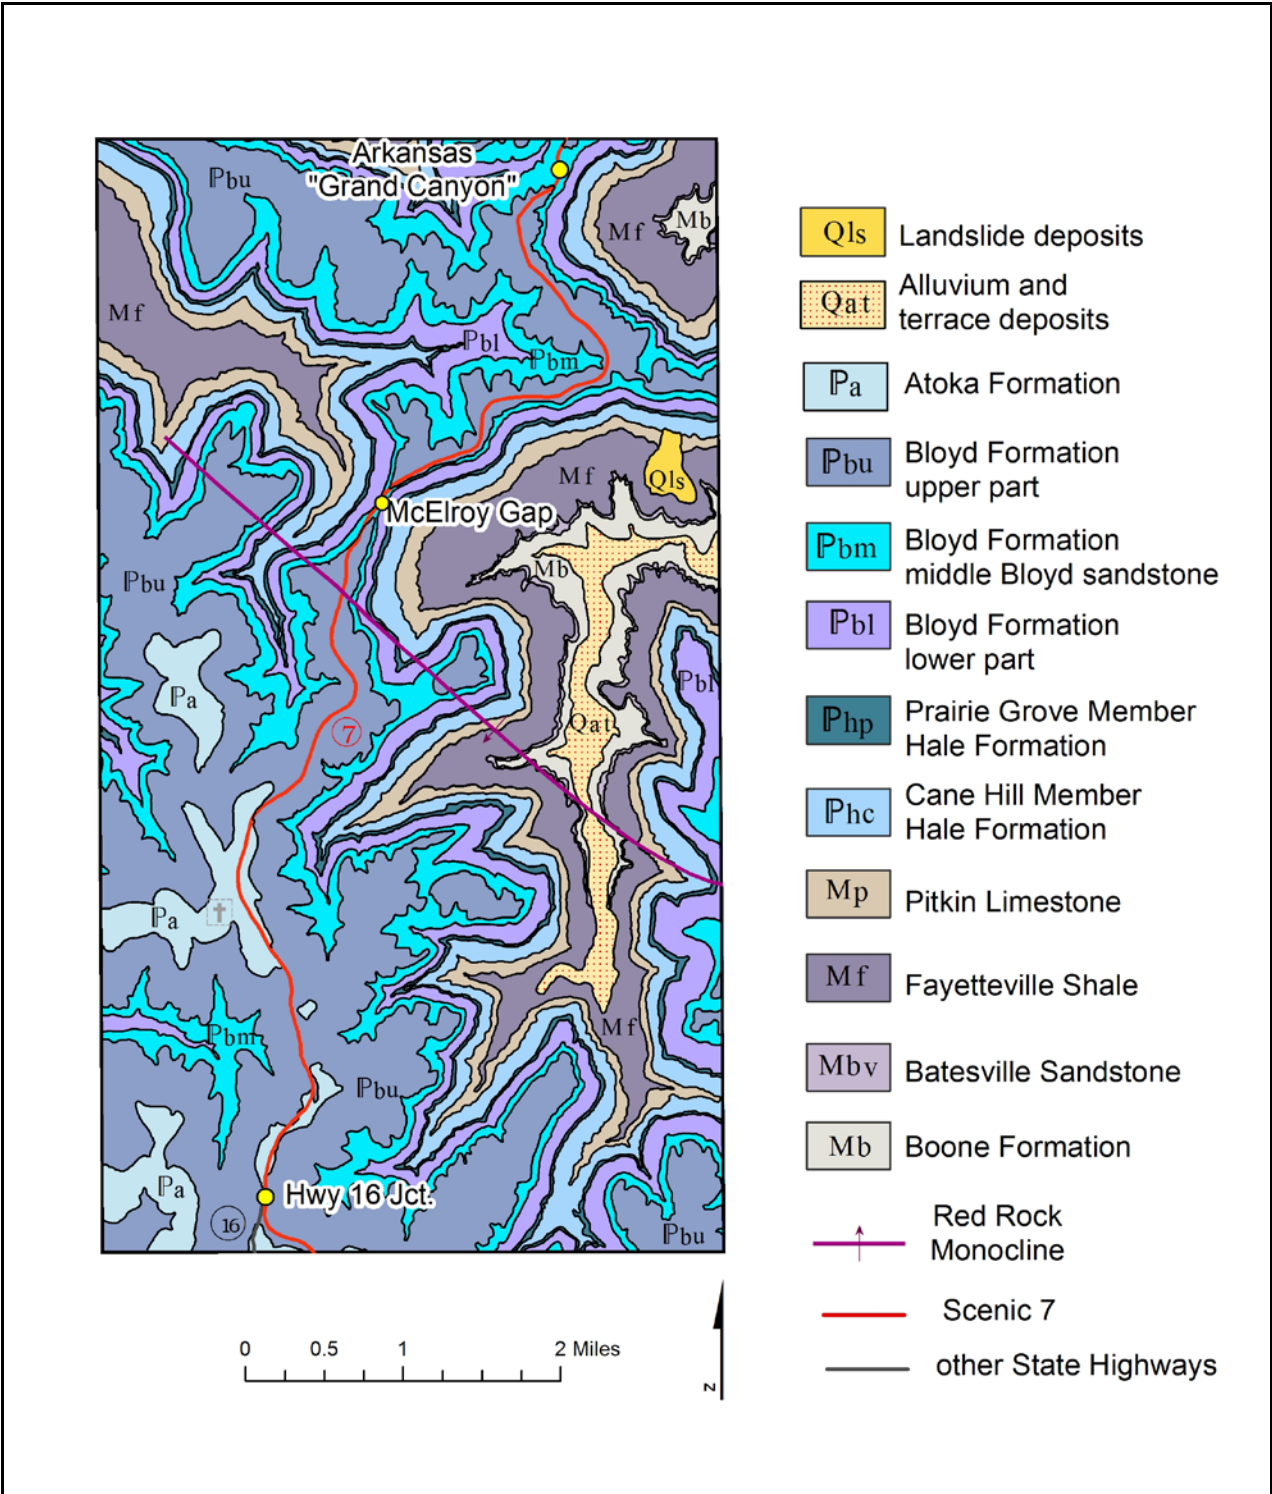 Arkansas
"Grand Canyon"
ℙbu
Mf
Mb
Mf
ℙbl
ℙbm
Mf
Qls
McElroy Gap
Mb
ℙbu
ℙbl
ℙa
Qat
7
ℙa
Mf
ℙbm
ℙbu
ℙa
Hwy 16 Jct.
16
ℙbu
0 0.5 1 2 Miles
N
Qls Landslide deposits
Qat Alluvium and
terrace deposits
ℙa Atoka Formation
ℙbu Bloyd Formation
upper part
ℙbm Bloyd Formation
middle Bloyd sandstone
ℙbl Bloyd Formation
lower part
ℙhp Prairie Grove Member
Hale Formation
ℙhc Cane Hill Member
Hale Formation
Mp Pitkin Limestone
Mf Fayetteville Shale
Mbv Batesville Sandstone
Mb Boone Formation
Red Rock
Monocline
Scenic 7
other State Highways